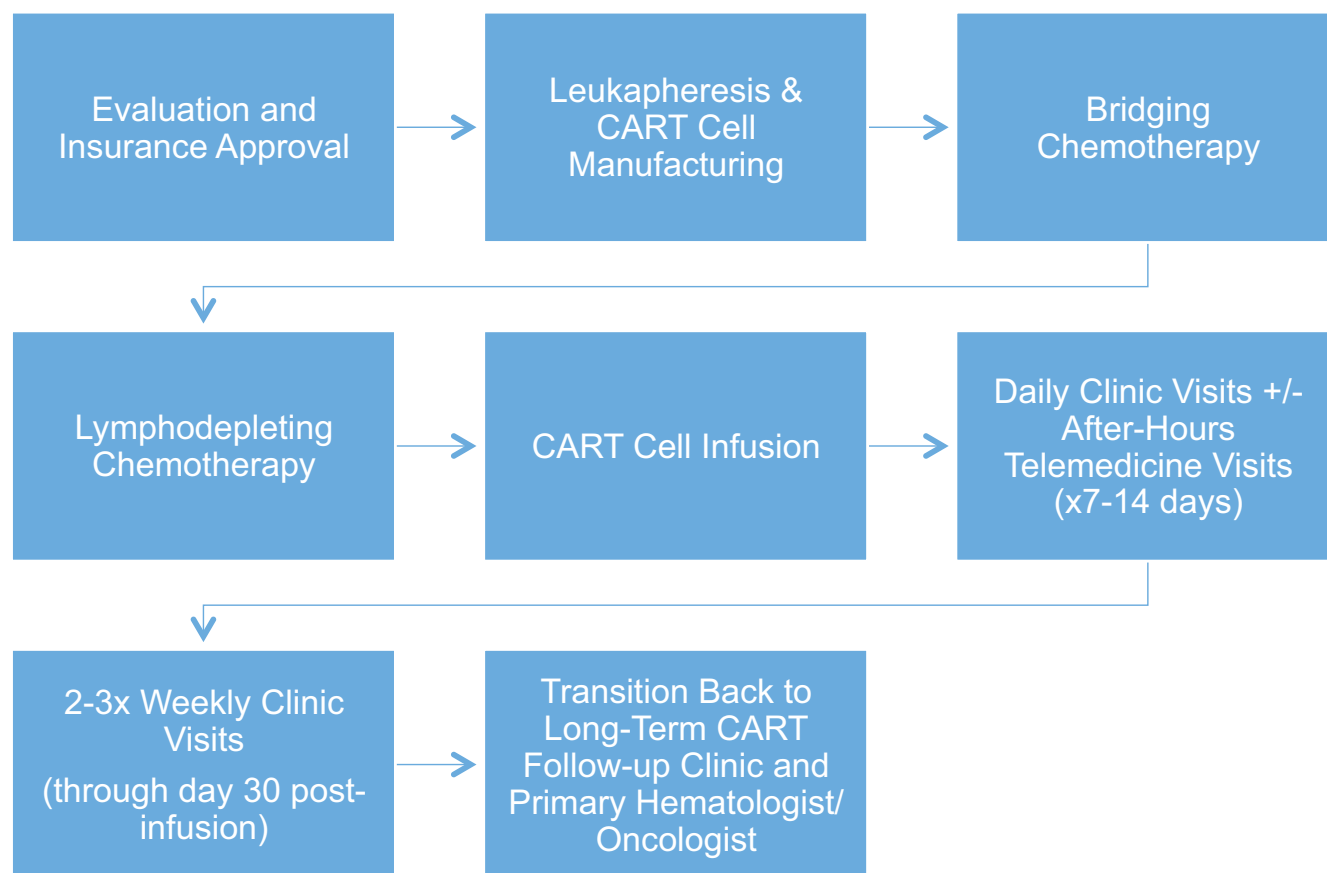 Evaluation and
Insurance Approval
Leukapheresis &
CART Cell
Manufacturing
Bridging
Chemotherapy
Lymphodepleting
Chemotherapy
CART Cell Infusion
Daily Clinic Visits +/-
After-Hours
Telemedicine Visits
(x7-14 days)
2-3x Weekly Clinic
Visits
(through day 30 post-
infusion)
Transition Back to
Long-Term CART
Follow-up Clinic and
Primary Hematologist/
Oncologist